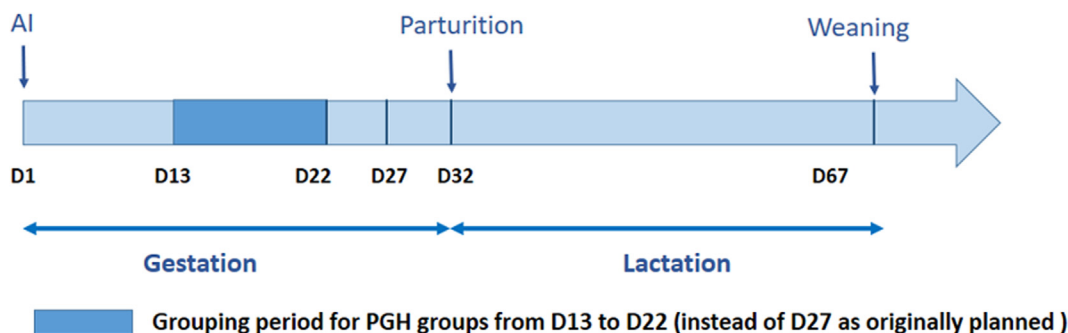 AI
Parturition
Weaning
D1 D13 D22 D27 D32 D67
Gestation Lactation
Grouping period for PGH groups from D13 to D22 (instead of D27 as originally planned )